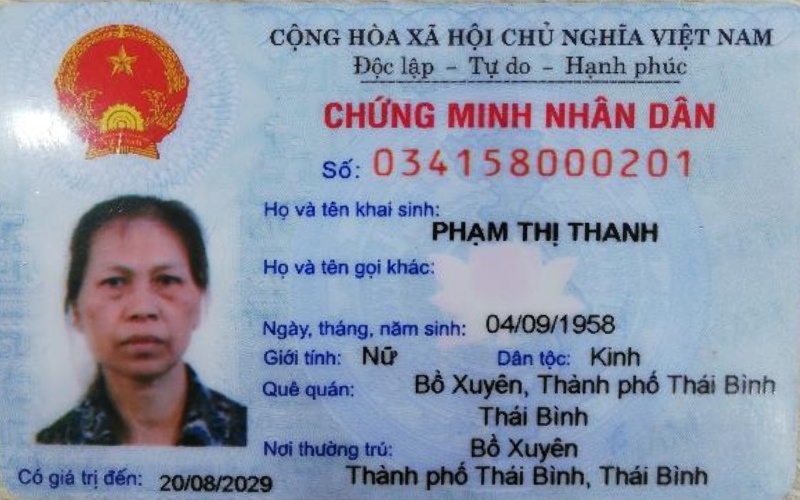 CỘNG HÒA XÃ HỘI CHỦ NGHĨA VIỆT NAM
Độc lập - Tự do - Hạnh phúc
CHỨNG MINH NHÂN DÂN
Số: 034158000201
Họ và tên khai sinh:
PHẠM THỊ THANH
Họ và tên gọi khác:
Ngày, tháng, năm sinh: 04/09/1958
Giới tính: Nữ Dân tộc: Kinh
Quê quán: Bồ Xuyên, Thành phố Thái Bình
Thái Bình
Nơi thường trú: Bồ Xuyên
Thành phố Thái Bình, Thái Bình
Có giá trị đến: 20/08/2029